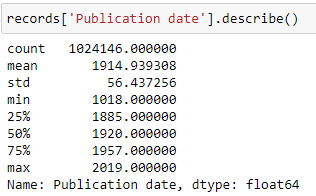 records['Publication date'].describe()
count 1024146.000000
mean 1914.939308
std 56.437256
min 1018.000000
25% 1885.000000
50% 1920.000000
75% 1957.000000
max 2019.000000
Name: Publication date, dtype: float64